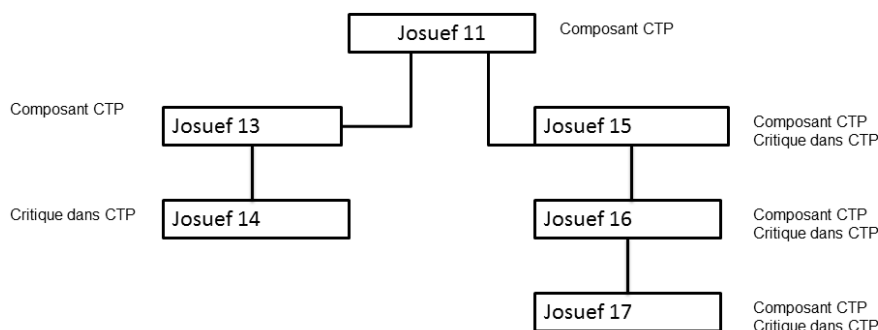 Josuef 11
Composant CTP
Composant CTP
Josuef 13
Josuef 15
Composant CTP
Critique dans CTP
Critique dans CTP
Josuef 14
Josuef 16
Composant CTP
Critique dans CTP
Josuef 17
Composant CTP
Critique dans CTP